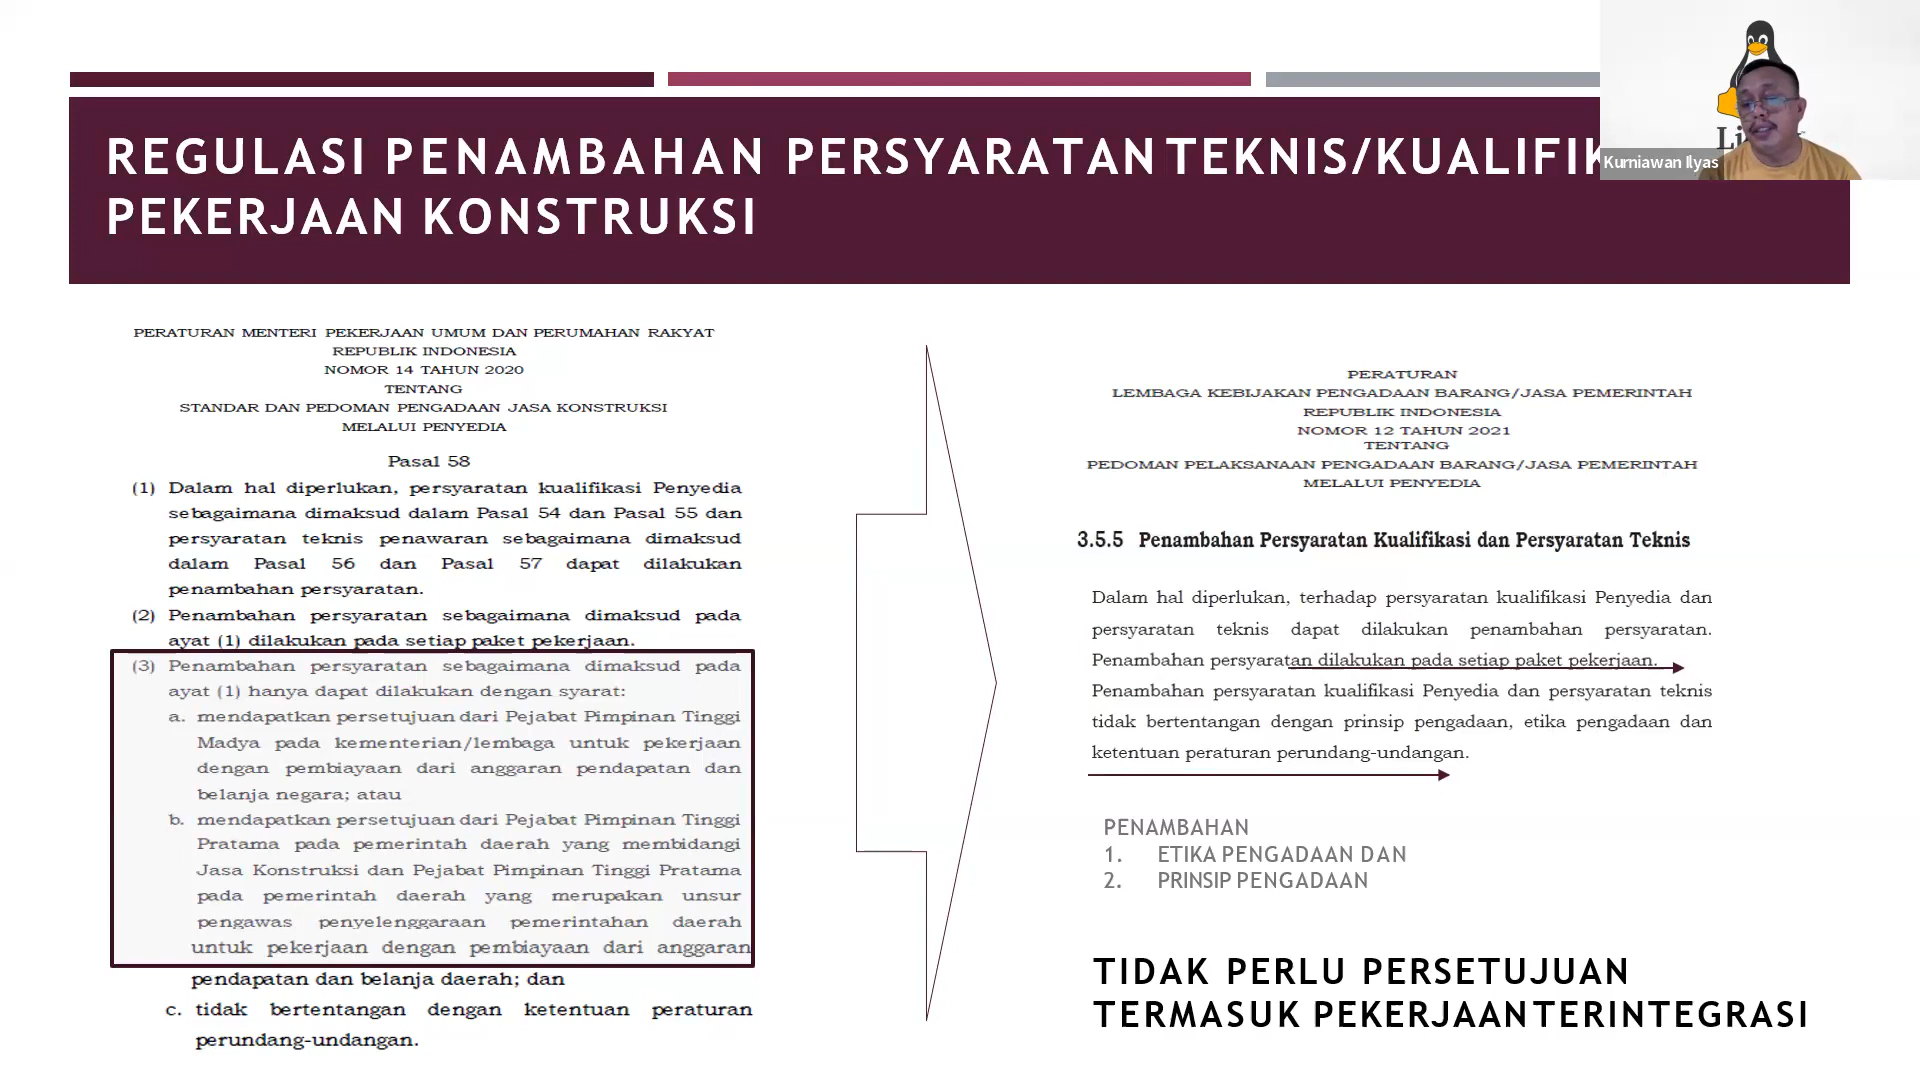 REGULASI PENAMBAHAN PERSYARATAN TEKNIS/KUALIFIK
PEKERJAAN KONSTRUKSI
Kurniawan Ilyas
PERATURAN MENTERI PEKERJAAN UMUM DAN PERUMAHAN RAKYAT
REPUBLIK INDONESIA
NOMOR 14 TAHUN 2020
TENTANG
STANDAR DAN PEDOMAN PENGADAAN JASA KONSTRUKSI
MELALUI PENYEDIA
Pasal 58
(1) Dalam hal diperlukan, persyaratan kualifikasi Penyedia
sebagaimana dimaksud dalam Pasal 54 dan Pasal 55 dan
persyaratan teknis penawaran sebagaimana dimaksud
dalam Pasal 56 dan Pasal 57 dapat dilakukan
penambahan persyaratan.
(2) Penambahan persyaratan sebagaimana dimaksud pada
ayat (1) dilakukan pada setiap paket pekerjaan.
(3) Penambahan persyaratan sebagaimana dimaksud pada
ayat (1) hanya dapat dilakukan dengan syarat:
a. mendapatkan persetujuan dari Pejabat Pimpinan Tinggi
Madya pada kementerian/lembaga untuk pekerjaan
dengan pembiayaan dari anggaran pendapatan dan
belanja negara; atau
b. mendapatkan persetujuan dari Pejabat Pimpinan Tinggi
Pratama pada pemerintah daerah yang membidangi
Jasa Konstruksi dan Pejabat Pimpinan Tinggi Pratama
pada pemerintah daerah yang merupakan unsur
pengawas penyelenggaraan pemerintahan daerah
untuk pekerjaan dengan pembiayaan dari anggaran
pendapatan dan belanja daerah; dan
c. tidak bertentangan dengan ketentuan peraturan
perundang-undangan.
PERATURAN
LEMBAGA KEBIJAKAN PENGADAAN BARANG/JASA PEMERINTAH
REPUBLIK INDONESIA
NOMOR 12 TAHUN 2021
TENTANG
PEDOMAN PELAKSANAAN PENGADAAN BARANG/JASA PEMERINTAH
MELALUI PENYEDIA
3.5.5 Penambahan Persyaratan Kualifikasi dan Persyaratan Teknis
Dalam hal diperlukan, terhadap persyaratan kualifikasi Penyedia dan
persyaratan teknis dapat dilakukan penambahan persyaratan.
Penambahan persyaratan dilakukan pada setiap paket pekerjaan.
Penambahan persyaratan kualifikasi Penyedia dan persyaratan teknis
tidak bertentangan dengan prinsip pengadaan, etika pengadaan dan
ketentuan peraturan perundang-undangan.
PENAMBAHAN
1. ETIKA PENGADAAN DAN
2. PRINSIP PENGADAAN
TIDAK PERLU PERSETUJUAN
TERMASUK PEKERJAAN TERINTEGRASI